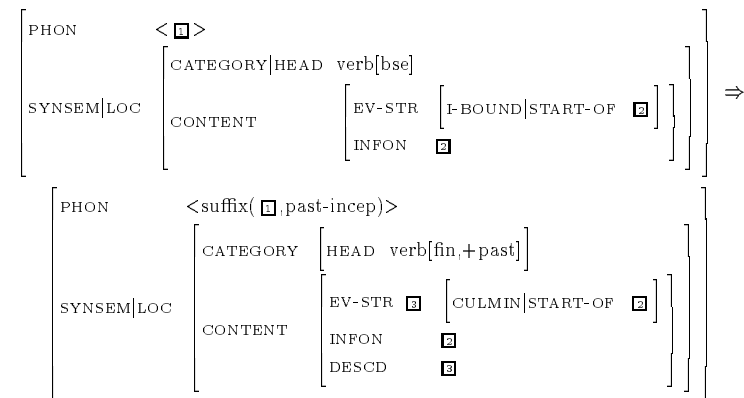 PHON < 1 >
CATEGORY|HEAD verb[bse]
SYNSEM|LOC
EV-STR I-BOUND|START-OF 2
CONTENT
INFON 2
⇒
PHON <suffix( 1 ,past-incep)>
CATEGORY HEAD verb[fin,+past]
SYNSEM|LOC
EV-STR 3 CULMIN|START-OF 2
CONTENT
INFON 2
DESCD 3